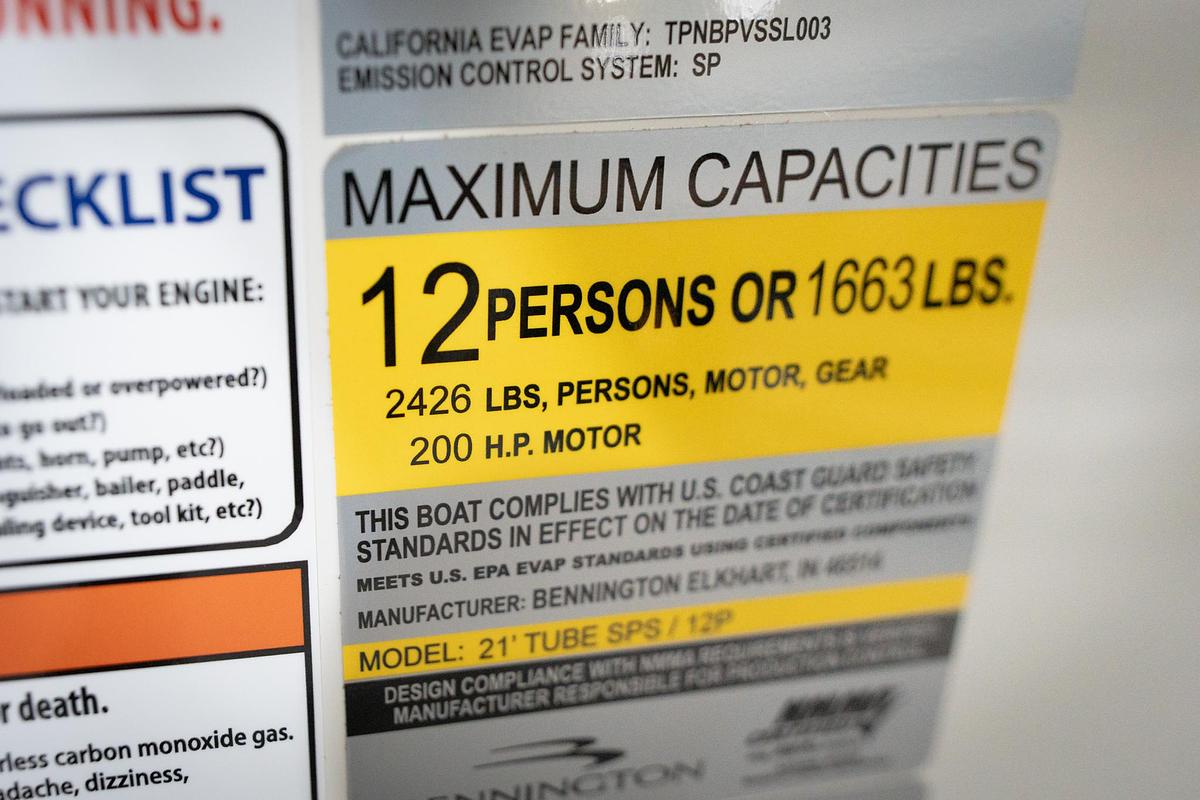 NNING.
ECKLIST
START YOUR ENGINE:
loaded or overpowered?)
go out?)
horn, pump, etc?)
bailer, paddle,
device, tool kit, etc?)
r death.
rless carbon monoxide gas.
adache, dizziness,
CALIFORNIA EVAP FAMILY: TPNBPVSSL003
EMISSION CONTROL SYSTEM: SP
MAXIMUM CAPACITIES
12 PERSONS OR 1663 LBS.
2426 LBS, PERSONS, MOTOR, GEAR
200 H.P. MOTOR
THIS BOAT COMPLIES WITH U.S. COAST GUARD SAFETY
STANDARDS IN EFFECT ON THE DATE OF CERTIFICATION
MEETS U.S. EPA EVAP STANDARDS USING CERTIFIED COMPONENTS.
MANUFACTURER: BENNINGTON ELKHART, IN 46514
MODEL: 21' TUBE SPS / 12P
DESIGN COMPLIANCE WITH NMMA REQUIREMENTS
MANUFACTURER RESPONSIBLE FOR PRODUCTION
NNINGTON